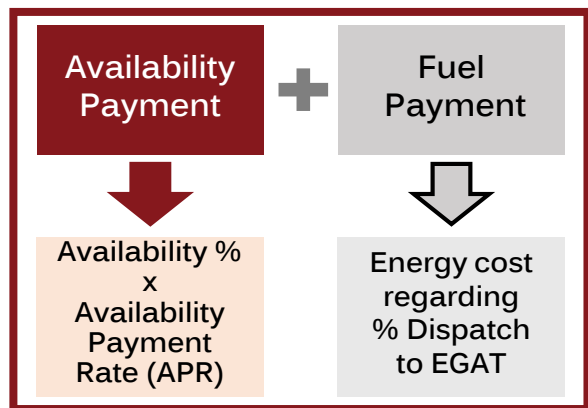 Availability
Payment
+
Fuel
Payment
Availability %
x
Availability
Payment
Rate (APR)
Energy cost
regarding
% Dispatch
to EGAT